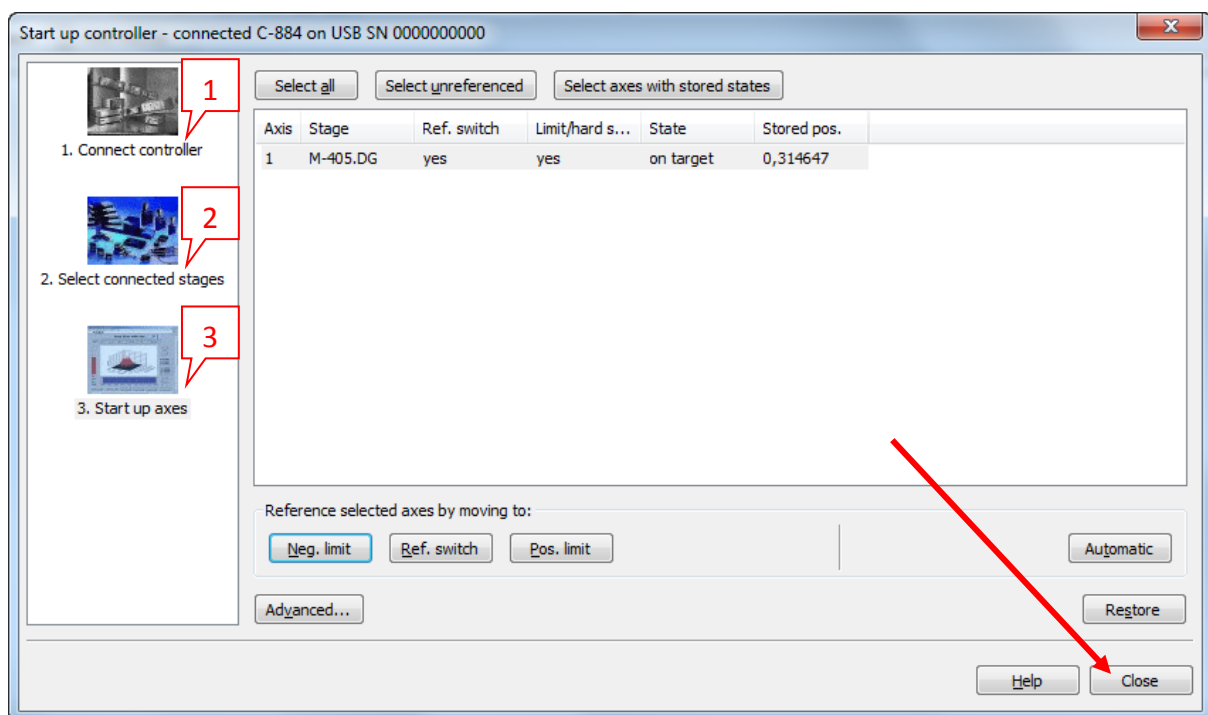 Start up controller - connected C-884 on USB SN 0000000000
1
1. Connect controller
2
2. Select connected stages
3
3. Start up axes
Select all Select unreferenced Select axes with stored states
Axis Stage Ref. switch Limit/hard s... State Stored pos.
1 M-405.DG yes yes on target 0,314647
Reference selected axes by moving to:
Neg. limit Ref. switch Pos. limit Automatic
Advanced... Restore
Help Close